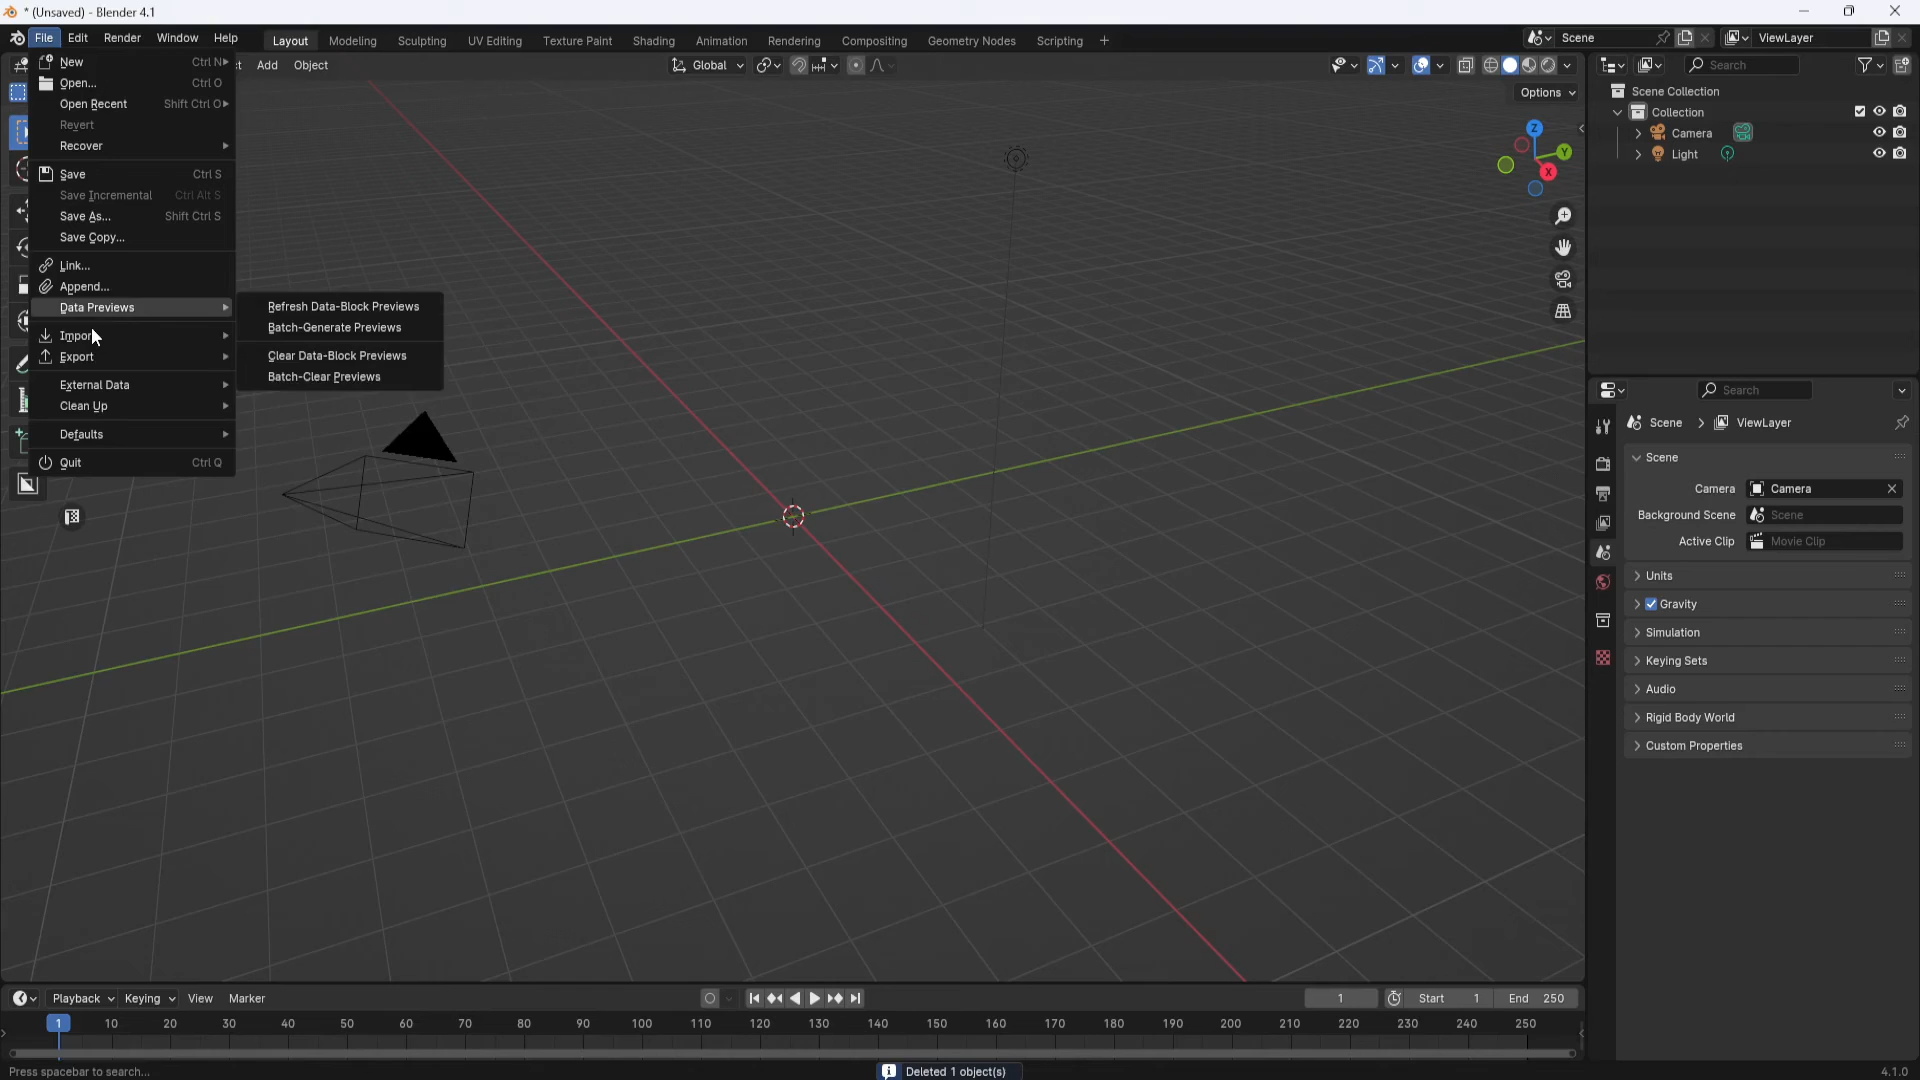 * (Unsaved) - Blender 4.1
File Edit Render Window Help Layout Modeling Sculpting UV Editing Texture Paint Shading Animation Rendering Compositing Geometry Nodes Scripting + Scene ViewLayer
Add Object Global Search
New Ctrl N
Open... Ctrl O
Open Recent Shift Ctrl O
Revert
Recover
Save Ctrl S
Save Incremental Ctrl Alt S
Save As... Shift Ctrl S
Save Copy...
Link...
Append...
Data Previews
Import
Export
External Data
Clean Up
Defaults
Quit Ctrl Q
Refresh Data-Block Previews
Batch-Generate Previews
Clear Data-Block Previews
Batch-Clear Previews
Options
Z
Y
X
Scene Collection
Collection
Camera
Light
Search
Scene > ViewLayer
Scene
Camera Camera
Background Scene Scene
Active Clip Movie Clip
Units
Gravity
Simulation
Keying Sets
Audio
Rigid Body World
Custom Properties
Playback Keying View Marker 1 Start 1 End 250
1 10 20 30 40 50 60 70 80 90 100 110 120 130 140 150 160 170 180 190 200 210 220 230 240 250
Press spacebar to search... Deleted 1 object(s) 4.1.0